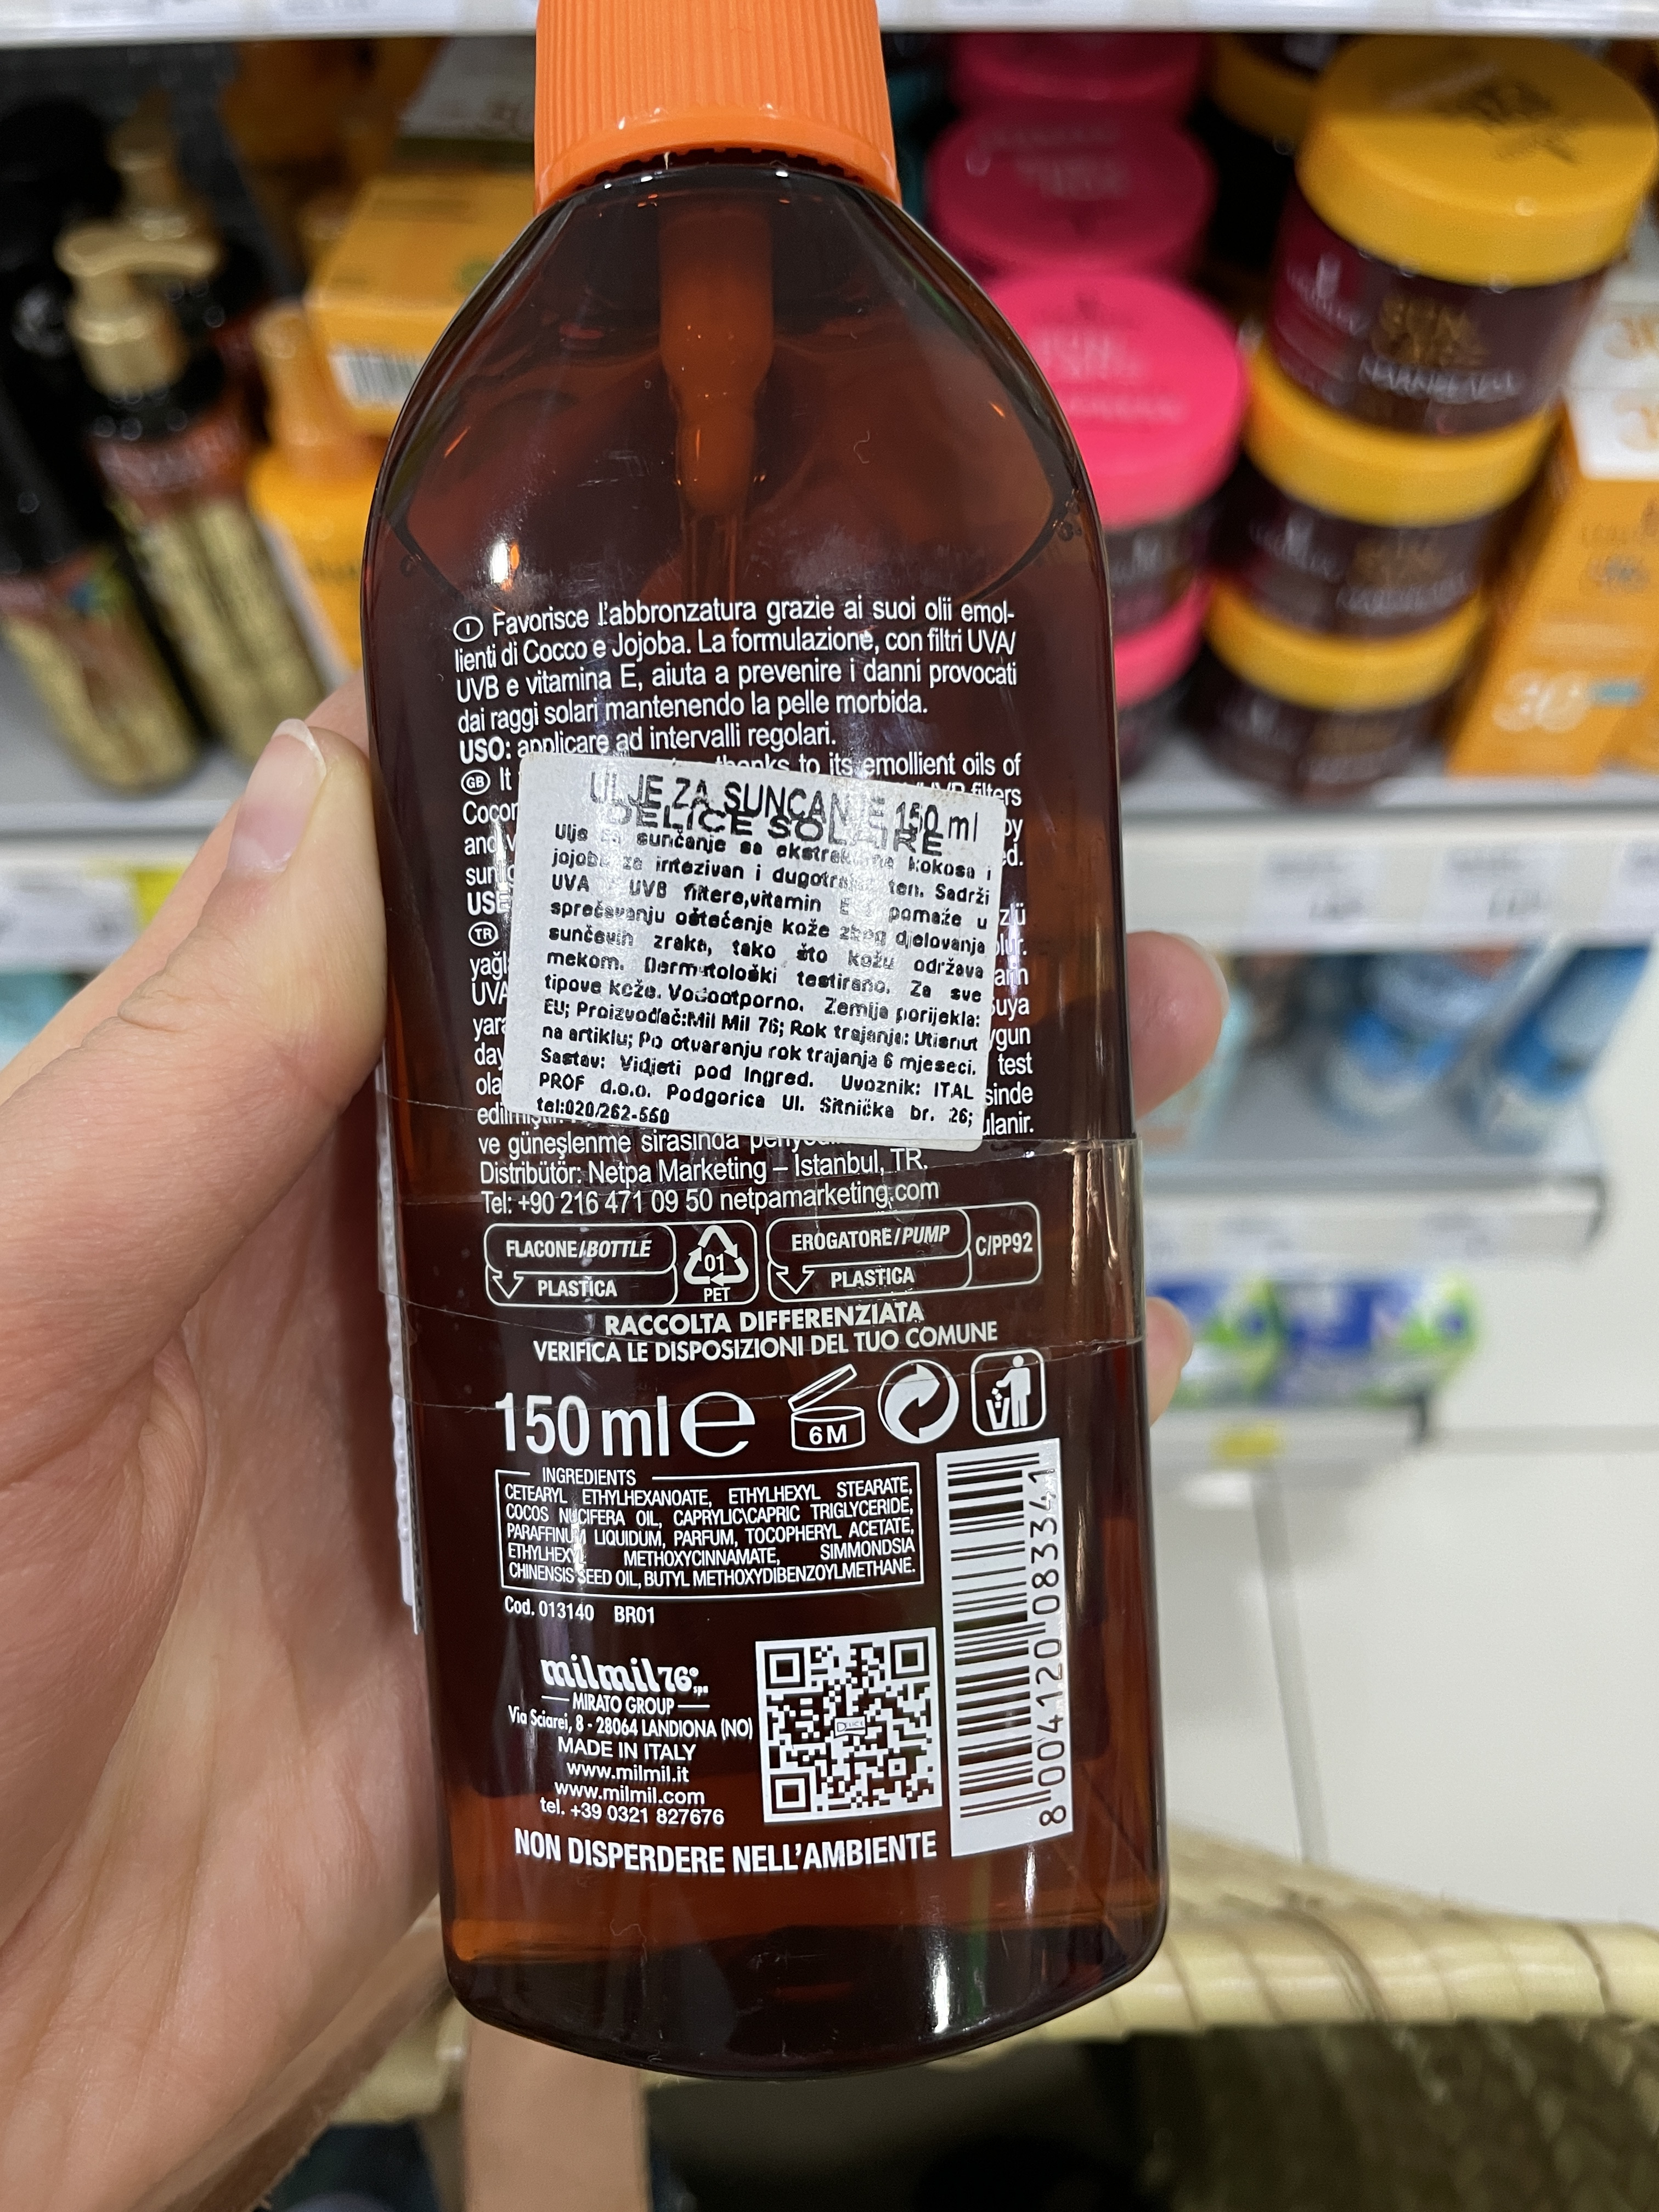 I Favorisce l'abbronzatura grazie ai suoi olii emol-
lienti di Cocco e Jojoba. La formulazione, con filtri UVA/
UVB e vitamina E, aiuta a prevenire i danni provocati
dai raggi solari mantenendo la pelle morbida.
USO: applicare ad intervalli regolari.
GB It thanks to its emollient oils of
filters
and
TR
ULJE ZA SUNČANJE 150 ml
DELICE SOLAIRE
Ulje za sunčanje sa ekstraktima kokosa i
jojobe za intezivan i dugotrajan ten. Sadrži
UVA i UVB filtere,vitamin E i pomaže u
sprečavanju oštećenje kože zbog djelovanja
sunčevih zraka, tako što kožu održava
mekom. Dermatološki testirano. Za sve
tipove kože. Vodootporno. Zemlja porijekla:
EU; Proizvođač:Mil Mil 76; Rok trajanja: Utisnut
na artiklu; Po otvaranju rok trajanja 6 mjeseci.
Sastav: Vidjeti pod Ingred. Uvoznik: ITAL
PROF d.o.o. Podgorica Ul. Sitnička br. 26;
tel:020/262-550
test
ve güneşlenme sirasinda
Distribütör: Netpa Marketing – Istanbul, TR.
Tel: +90 216 471 09 50 netpamarketing.com
FLACONE/BOTTLE
PLASTICA
01
PET
EROGATORE/PUMP
PLASTICA
C/PP92
RACCOLTA DIFFERENZIATA
VERIFICA LE DISPOSIZIONI DEL TUO COMUNE
150 ml e
6M
INGREDIENTS
CETEARYL ETHYLHEXANOATE, ETHYLHEXYL STEARATE,
COCOS NUCIFERA OIL, CAPRYLIC\CAPRIC TRIGLYCERIDE,
PARAFFINUM LIQUIDUM, PARFUM, TOCOPHERYL ACETATE,
ETHYLHEXYL METHOXYCINNAMATE, SIMMONDSIA
CHINENSIS SEED OIL, BUTYL METHOXYDIBENZOYLMETHANE.
Cod. 013140 BR01
milmil76
MIRATO GROUP
Via Sciarei, 8 - 28064 LANDIONA (NO)
MADE IN ITALY
www.milmil.it
www.milmil.com
tel. +39 0321 827676
8 004120 083341
NON DISPERDERE NELL'AMBIENTE
30